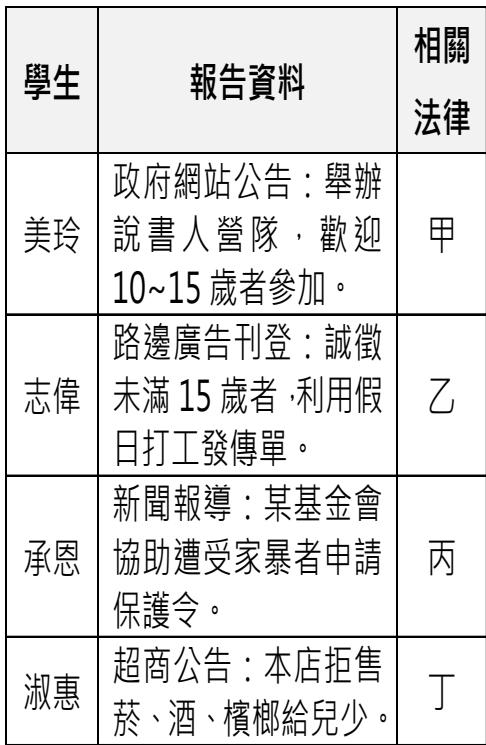 學生
報告資料
相關
法律
美玲
政府網站公告：舉辦
說書人營隊，歡迎
10~15 歲者參加。
甲
志偉
路邊廣告刊登：誠徵
未滿 15 歲者，利用假
日打工發傳單。
乙
承恩
新聞報導：某基金會
協助遭受家暴者申請
保護令。
丙
淑惠
超商公告：本店拒售
菸、酒、檳榔給兒少。
丁